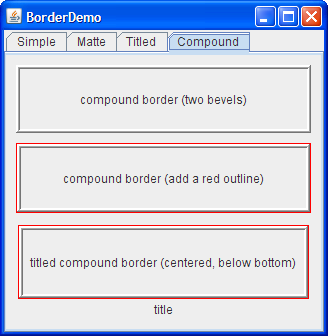 BorderDemo
Simple Matte Titled Compound
compound border (two bevels)
compound border (add a red outline)
titled compound border (centered, below bottom)
title